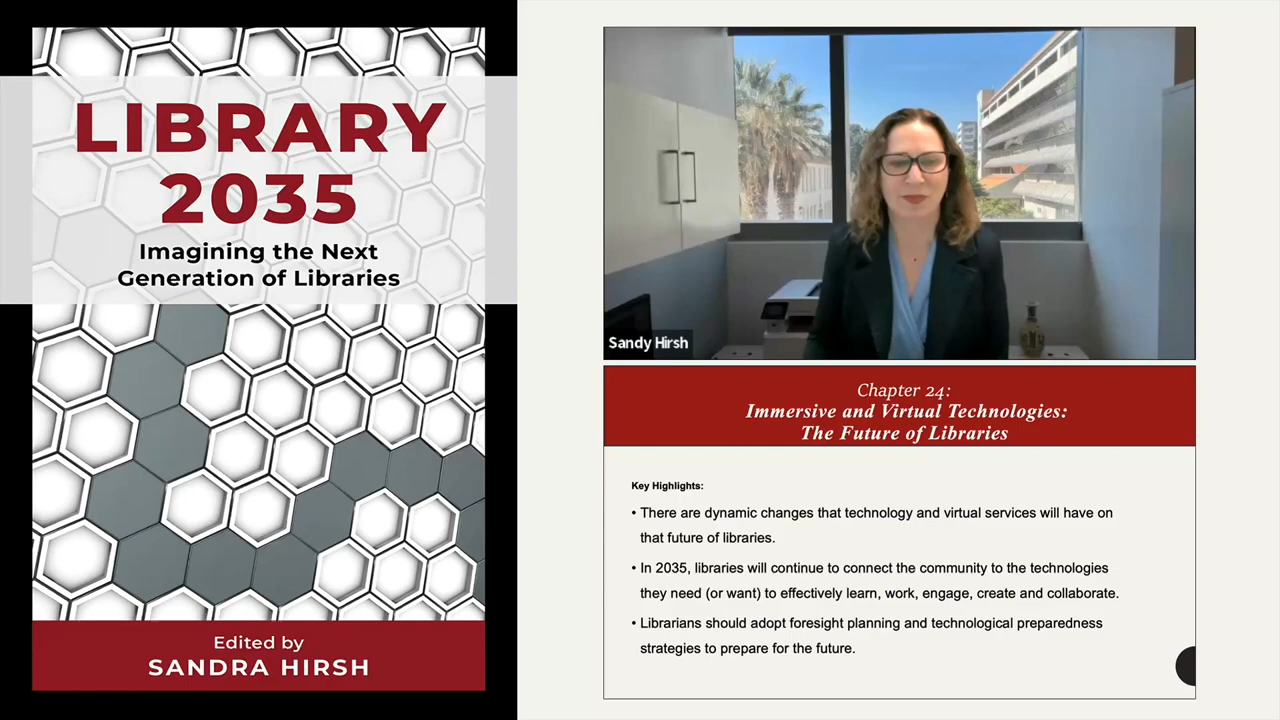 LIBRARY
2035
Imagining the Next
Generation of Libraries
Edited by
SANDRA HIRSH
Sandy Hirsh
Chapter 24:
Immersive and Virtual Technologies:
The Future of Libraries
Key Highlights:
• There are dynamic changes that technology and virtual services will have on
that future of libraries.
• In 2035, libraries will continue to connect the community to the technologies
they need (or want) to effectively learn, work, engage, create and collaborate.
• Librarians should adopt foresight planning and technological preparedness
strategies to prepare for the future.